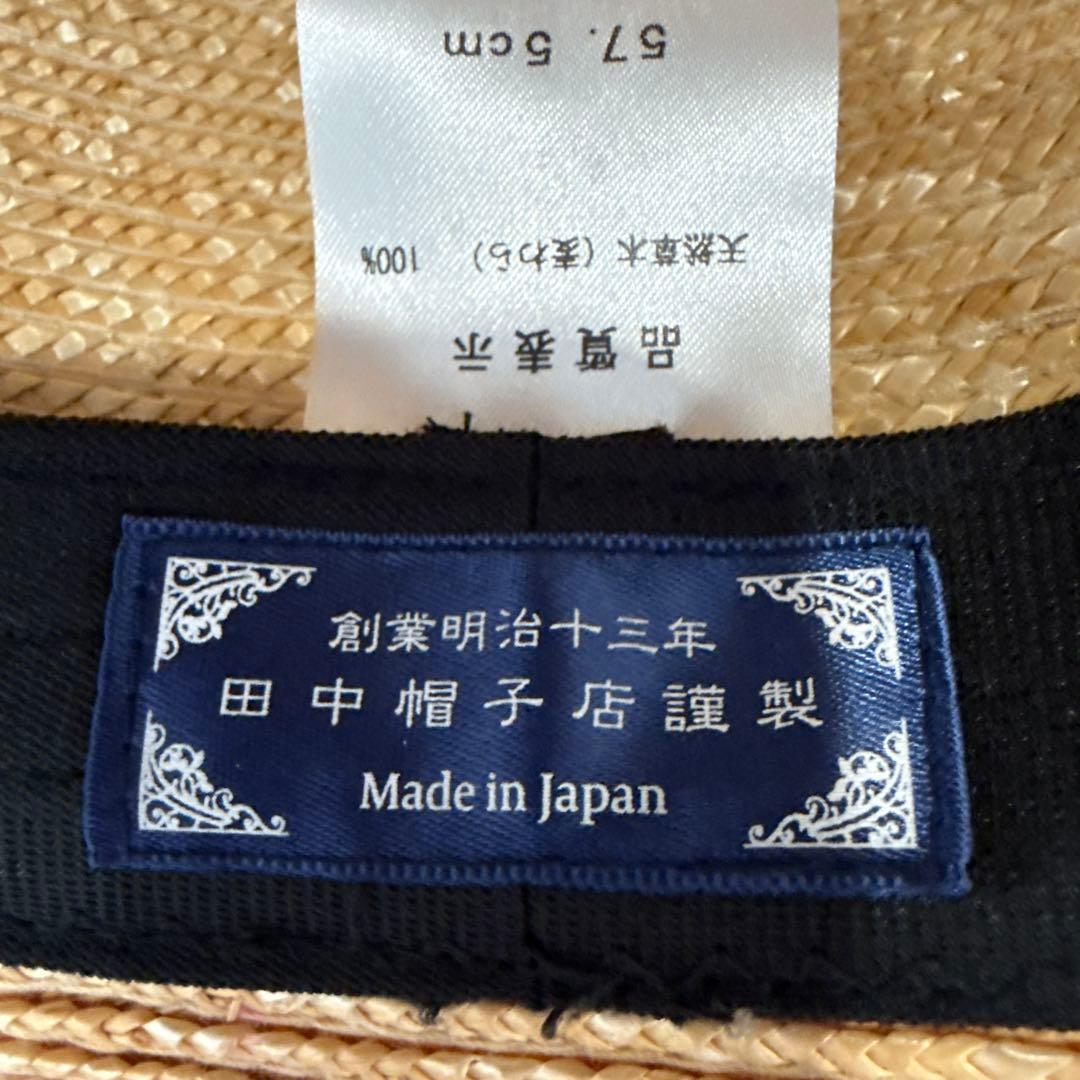 品質表示
天然草木（麦わら） 100%
57.5cm
創業明治十三年
田中帽子店謹製
Made in Japan